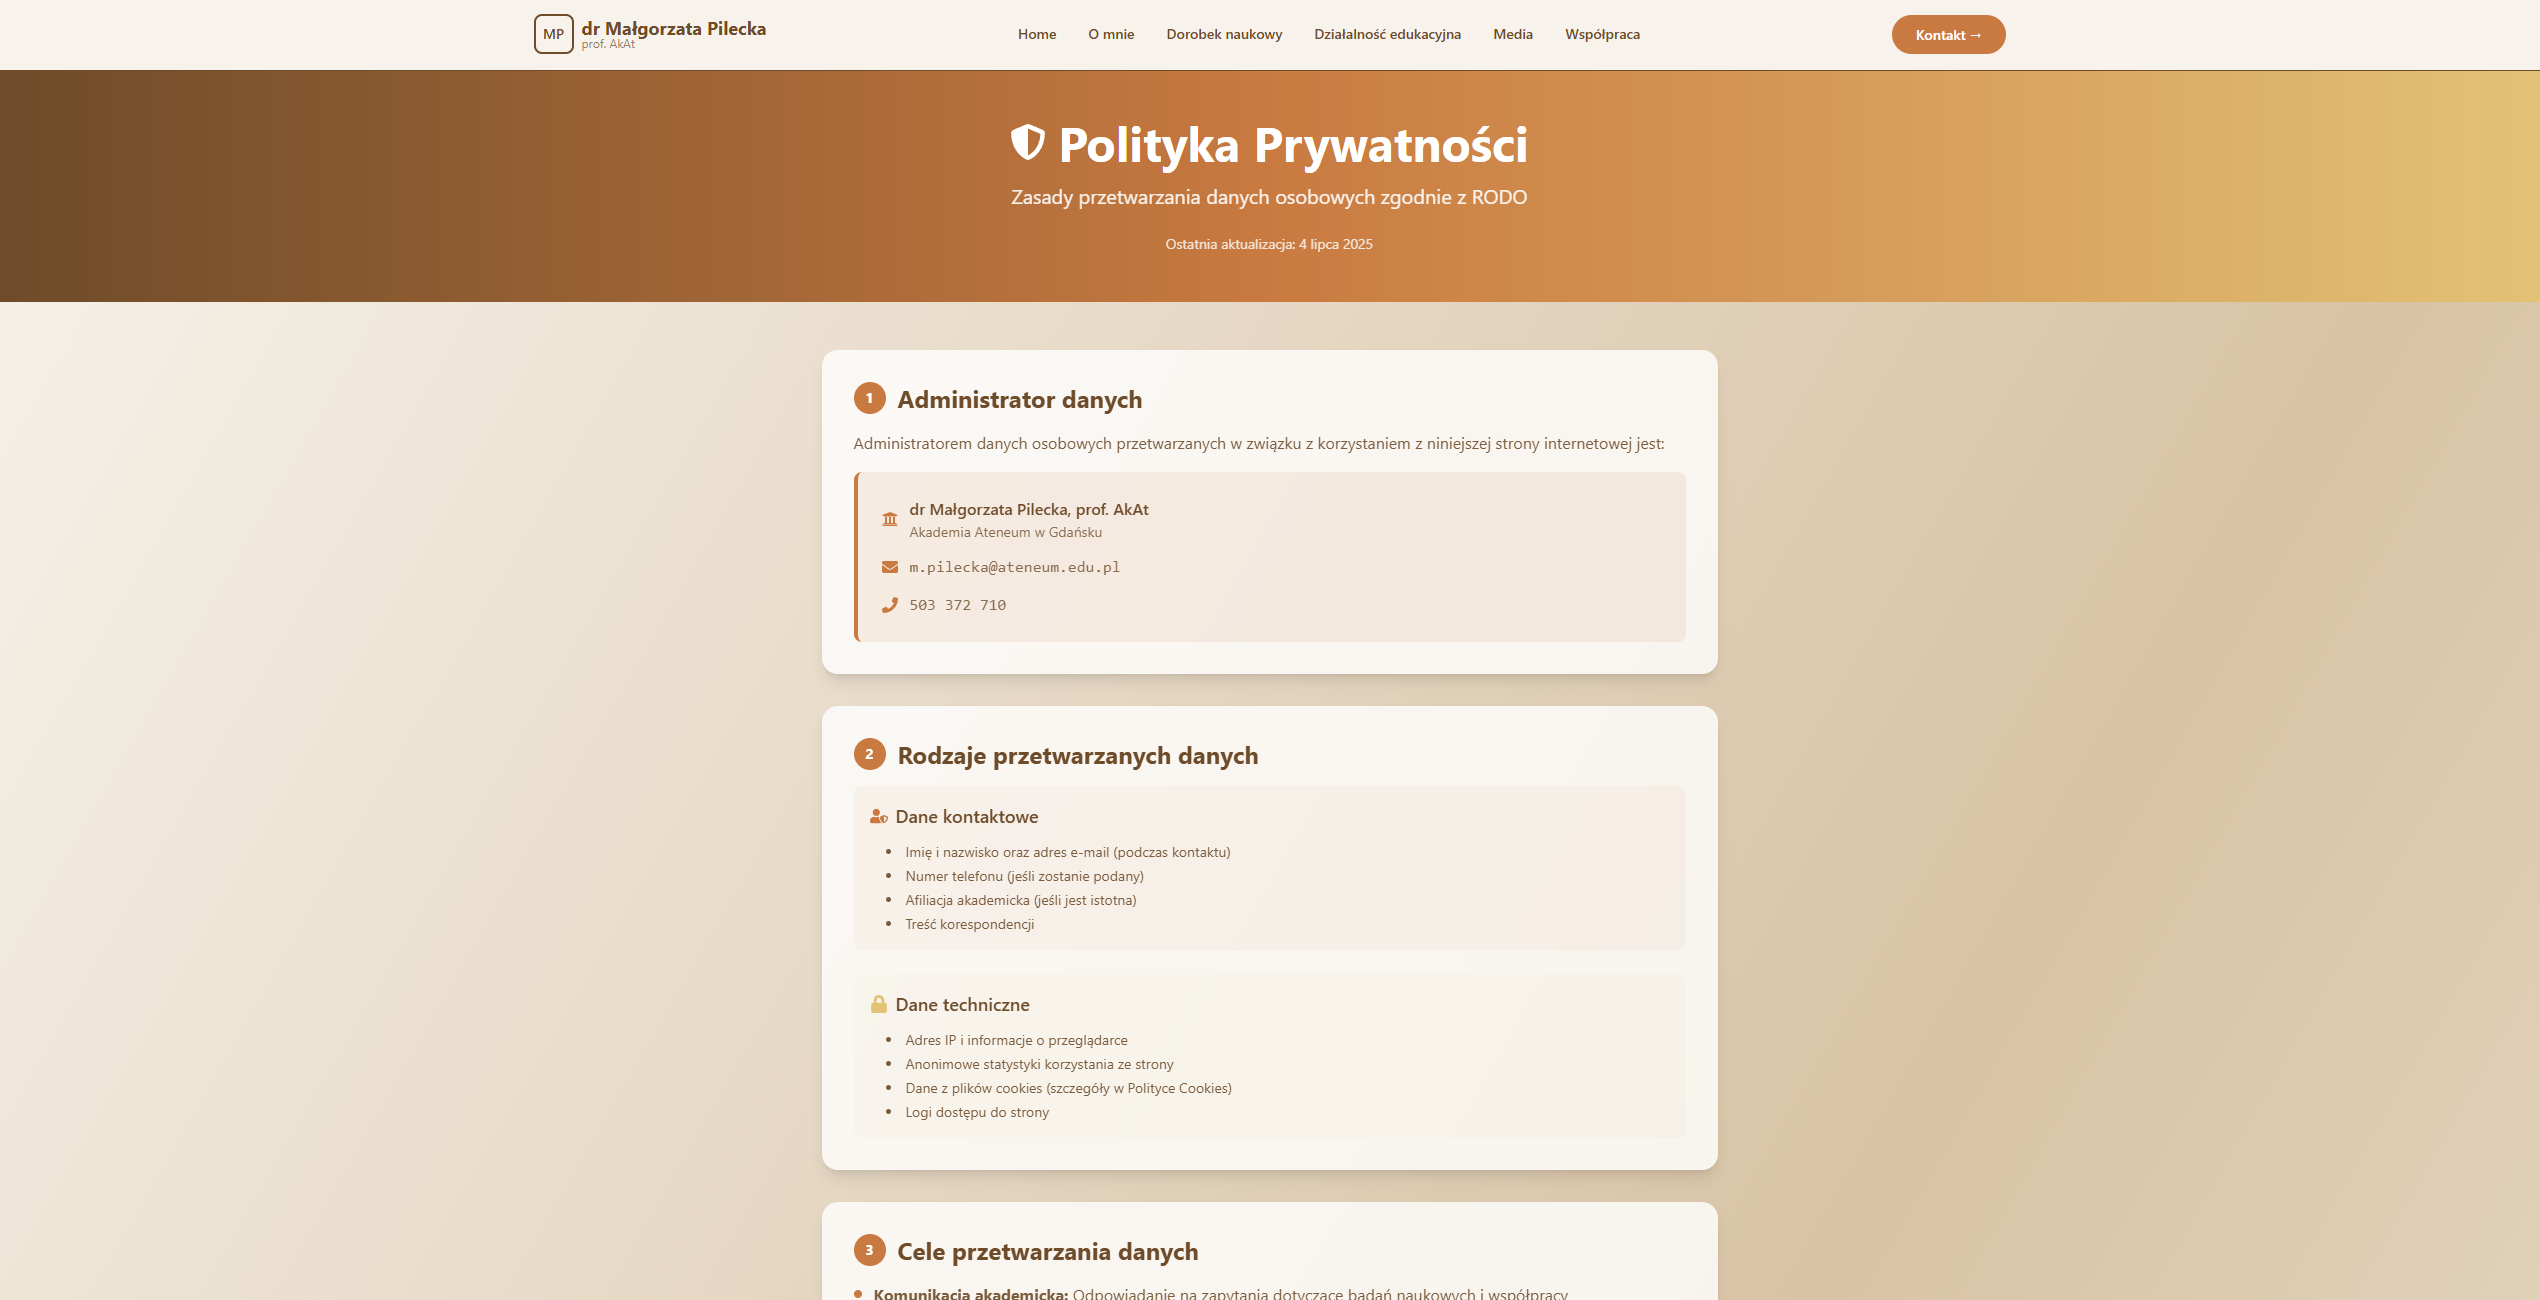 MP
dr Małgorzata Pilecka
prof. AkAt
Home
O mnie
Dorobek naukowy
Działalność edukacyjna
Media
Współpraca
Kontakt →
Polityka Prywatności
Zasady przetwarzania danych osobowych zgodnie z RODO
Ostatnia aktualizacja: 4 lipca 2025
1 Administrator danych
Administratorem danych osobowych przetwarzanych w związku z korzystaniem z niniejszej strony internetowej jest:
dr Małgorzata Pilecka, prof. AkAt
Akademia Ateneum w Gdańsku
m.pilecka@ateneum.edu.pl
503 372 710
2 Rodzaje przetwarzanych danych
Dane kontaktowe
• Imię i nazwisko oraz adres e-mail (podczas kontaktu)
• Numer telefonu (jeśli zostanie podany)
• Afiliacja akademicka (jeśli jest istotna)
• Treść korespondencji
Dane techniczne
• Adres IP i informacje o przeglądarce
• Anonimowe statystyki korzystania ze strony
• Dane z plików cookies (szczegóły w Polityce Cookies)
• Logi dostępu do strony
3 Cele przetwarzania danych
• Komunikacja akademicka: Odpowiadanie na zapytania dotyczące badań naukowych i współpracy